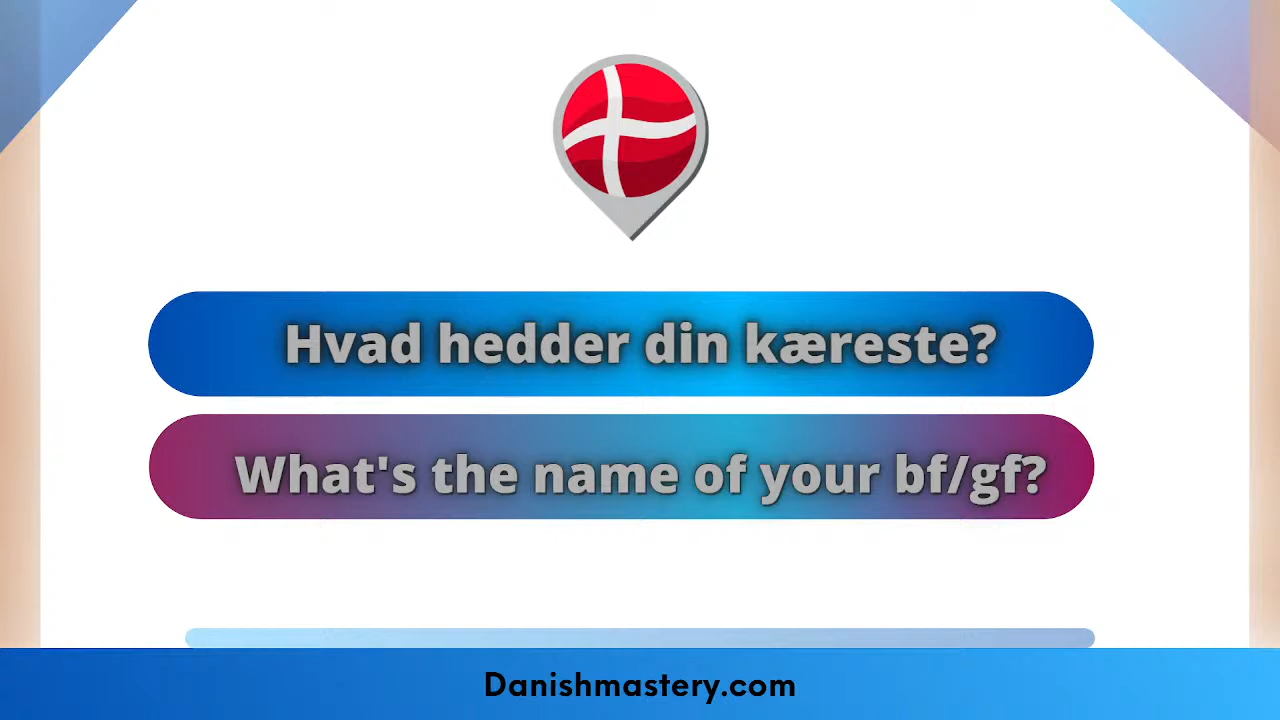 Hvad hedder din kæreste?
What's the name of your bf/gf?
Danishmastery.com